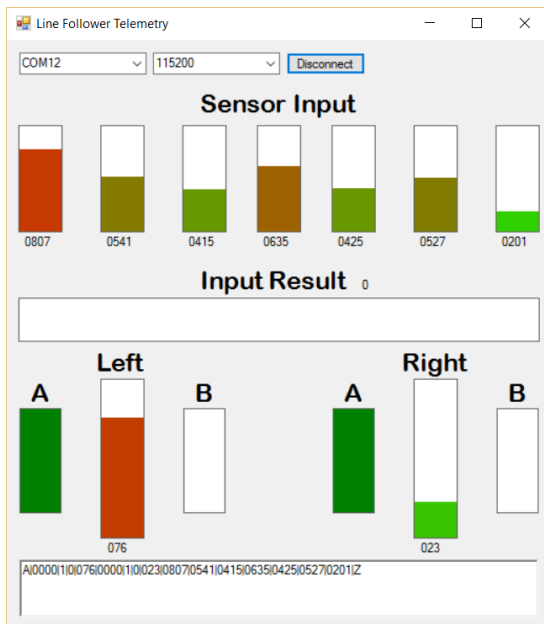 Line Follower Telemetry
COM12 115200 Disconnect
Sensor Input
0807 0541 0415 0635 0425 0527 0201
Input Result 0
Left Right
A B A B
076 023
A|0000|1|0|076|0000|1|0|023|0807|0541|0415|0635|0425|0527|0201|Z